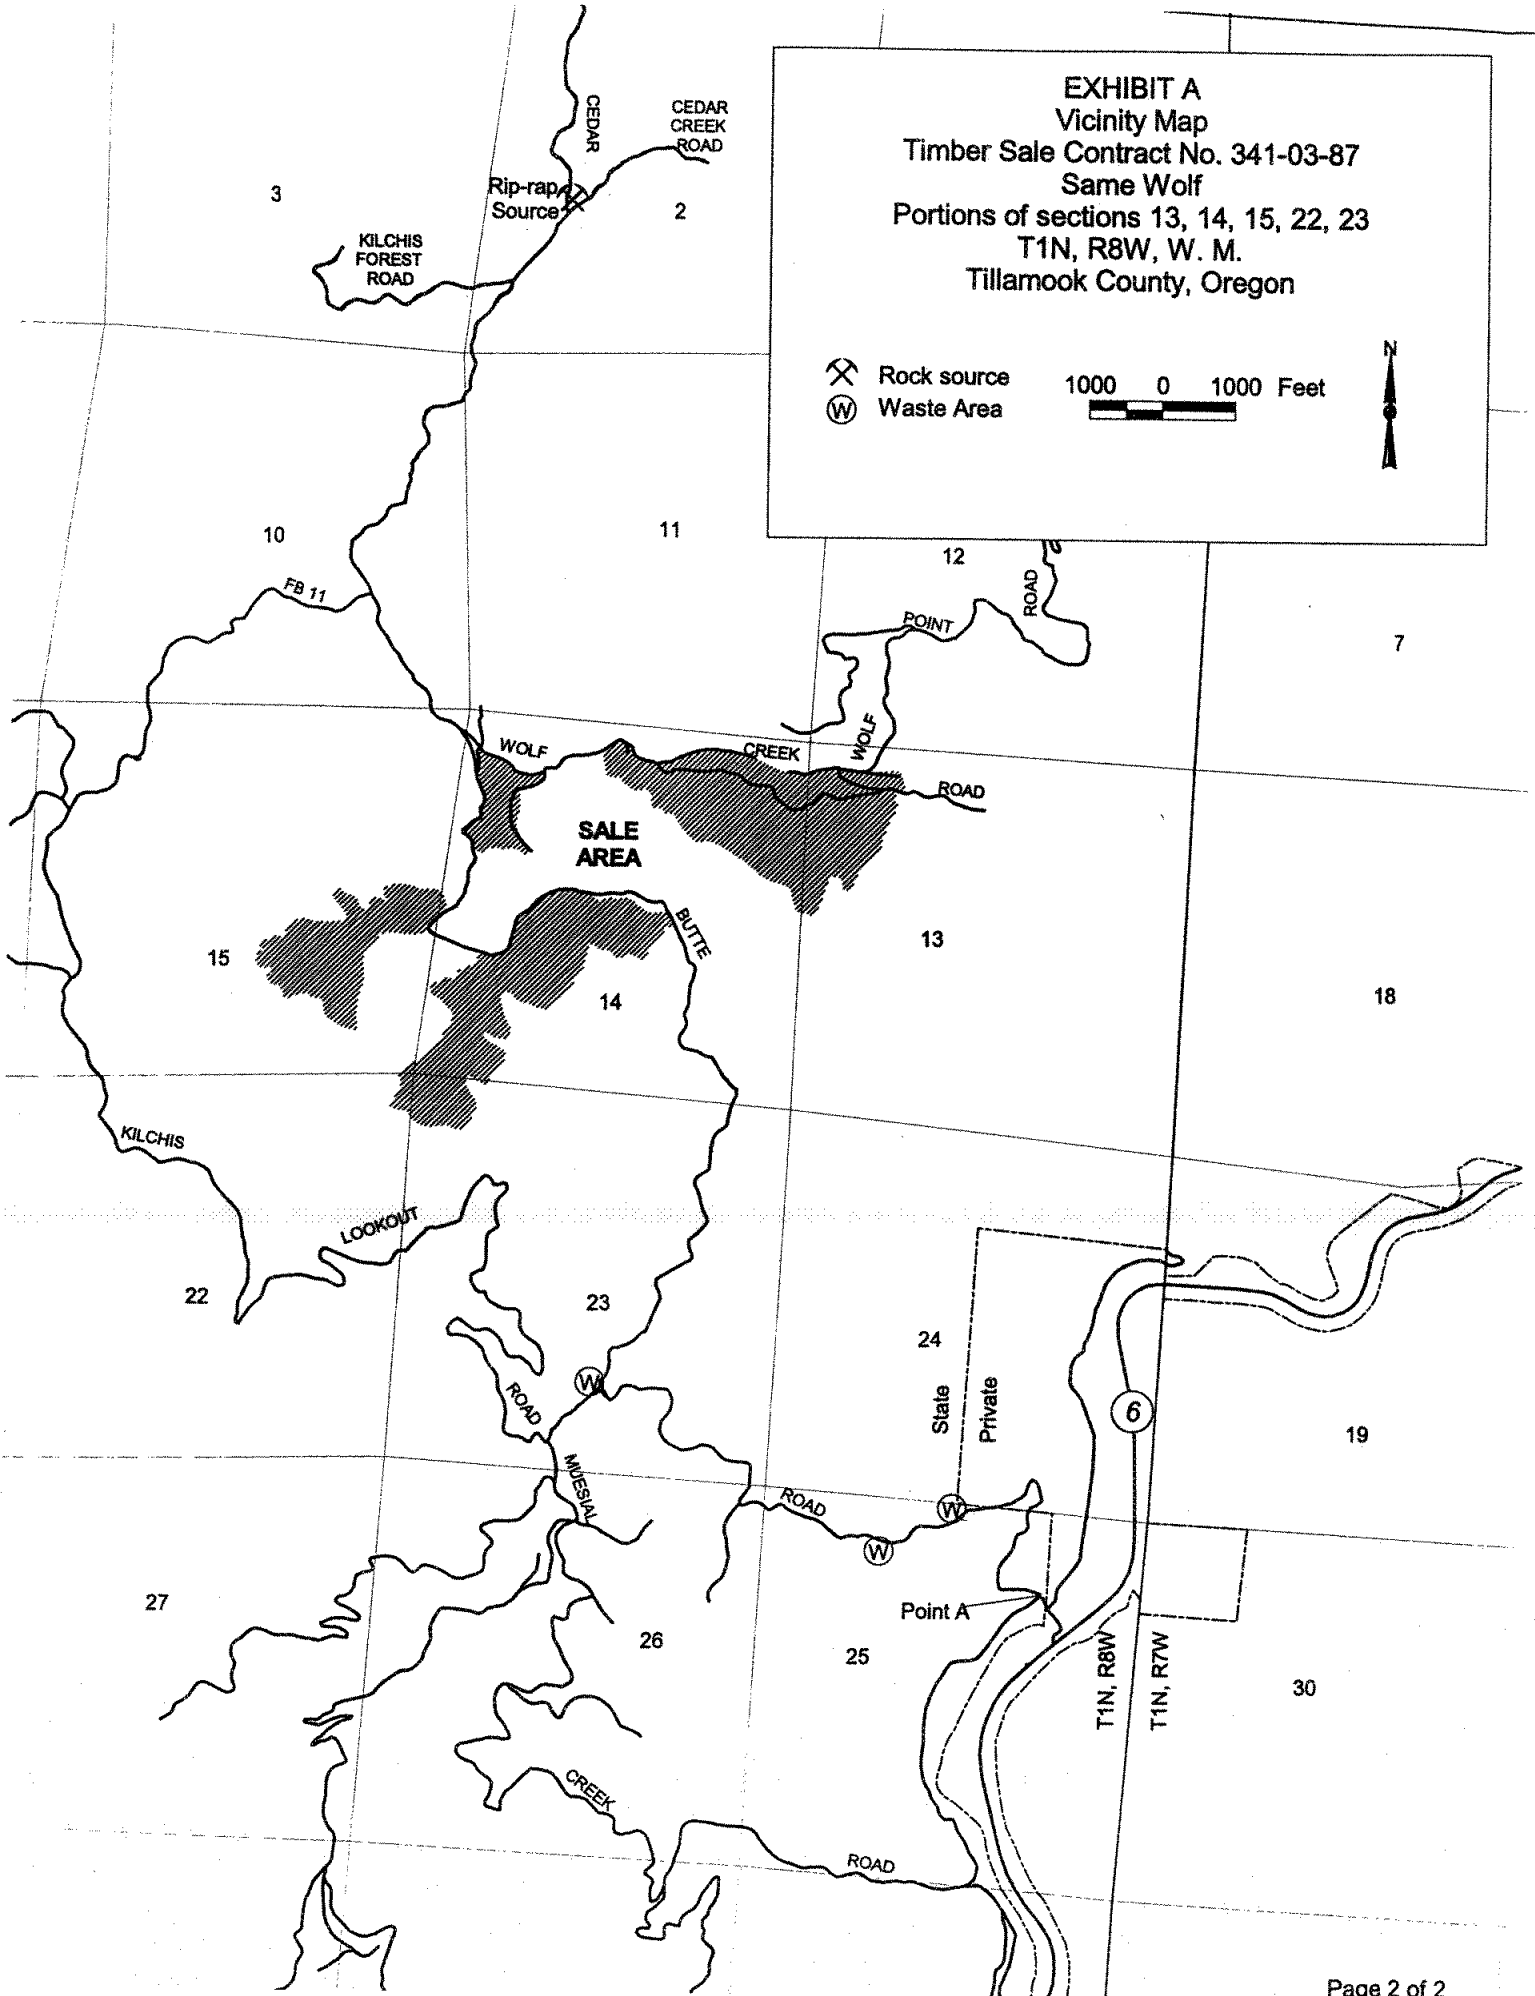 EXHIBIT A
Vicinity Map
Timber Sale Contract No. 341-03-87
Same Wolf
Portions of sections 13, 14, 15, 22, 23
T1N, R8W, W. M.
Tillamook County, Oregon
N
Rock source
1000 0 1000 Feet
W Waste Area
CEDAR
CEDAR
CREEK
ROAD
Rip-rap
Source
3
2
KILCHIS
FOREST
ROAD
10
11
12
FB 11
ROAD
POINT
7
WOLF
CREEK
WOLF
ROAD
SALE
AREA
BUTTE
15
14
13
18
KILCHIS
LOOKOUT
22
23
24
State
Private
6
19
W
ROAD
MUESIAL
ROAD
W
W
27
Point A
26
25
T1N, R8W
T1N, R7W
30
CREEK
ROAD
Page 2 of 2